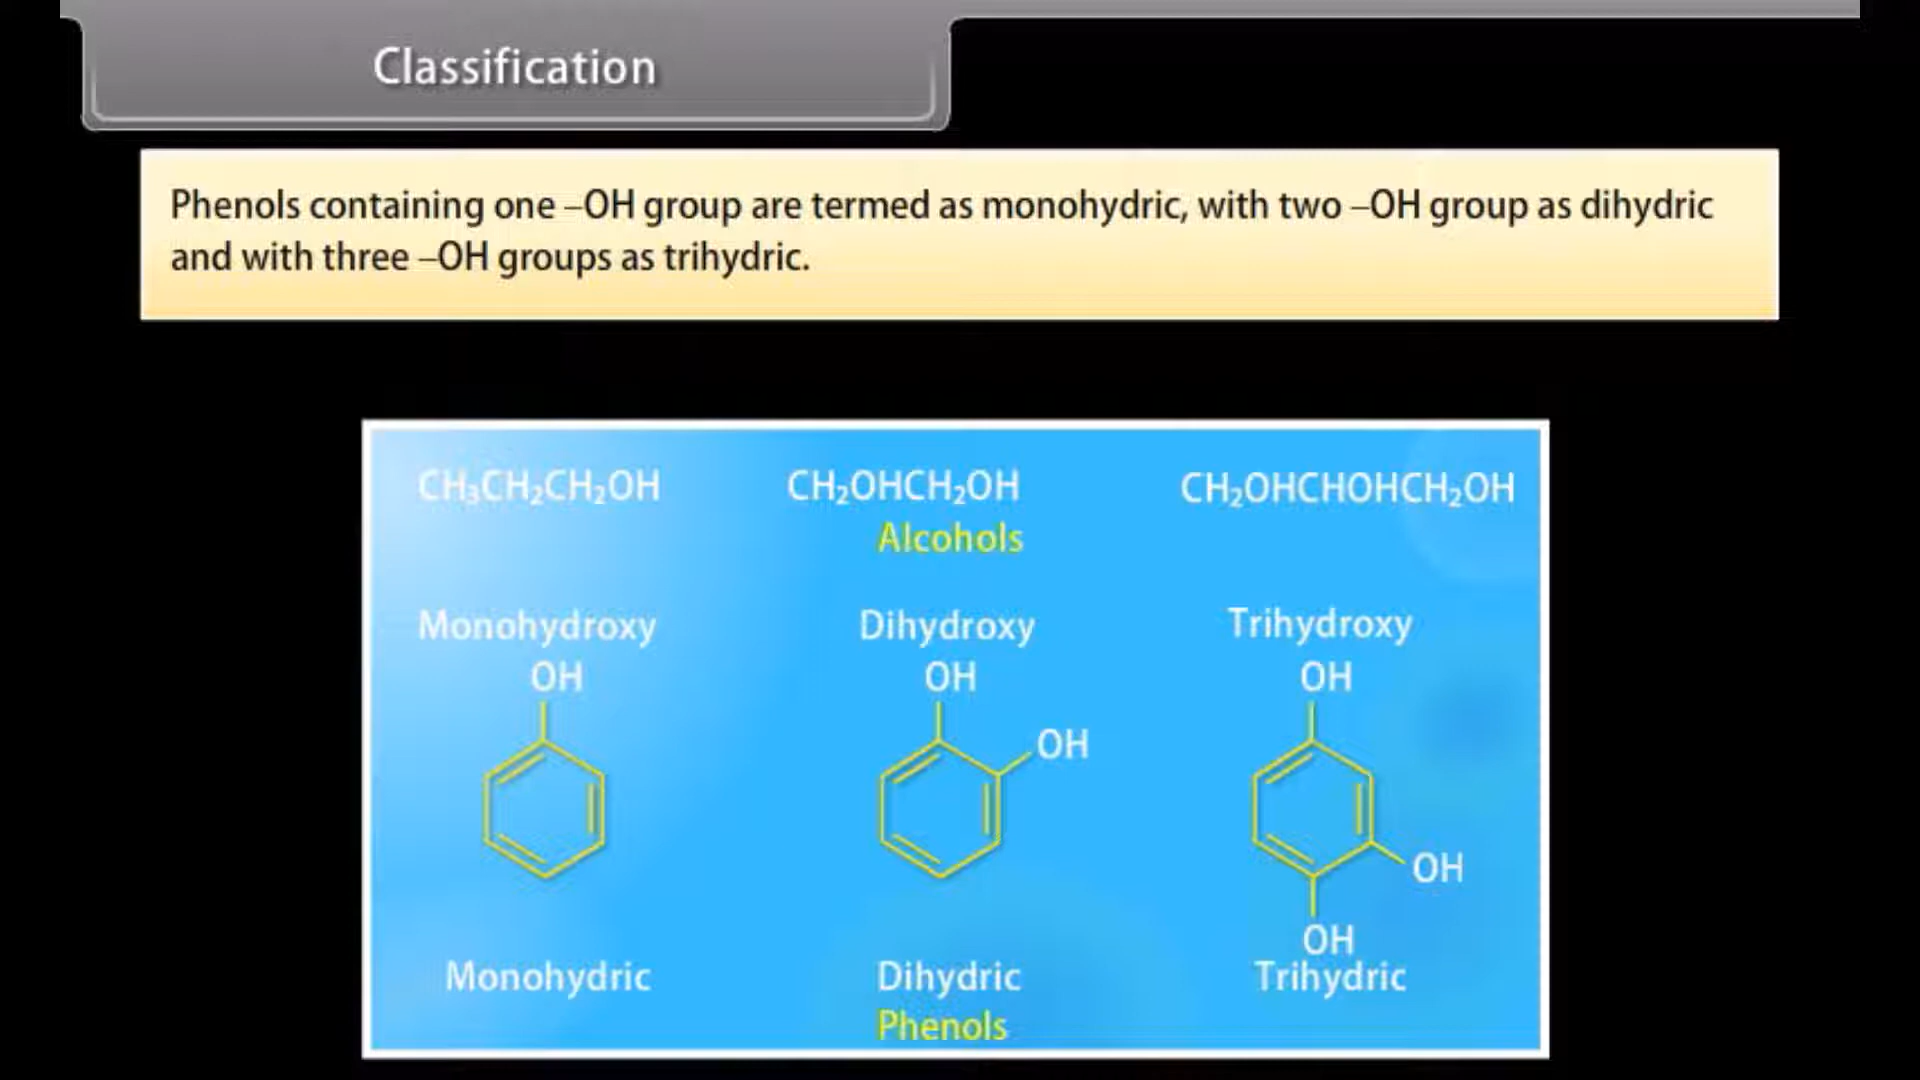 Classification
Phenols containing one –OH group are termed as monohydric, with two –OH group as dihydric
and with three –OH groups as trihydric.
CH₃CH₂CH₂OH CH₂OHCH₂OH CH₂OHCHOHCH₂OH
Alcohols
Monohydroxy Dihydroxy Trihydroxy
OH OH OH
OH
OH
OH
Monohydric Dihydric Trihydric
Phenols